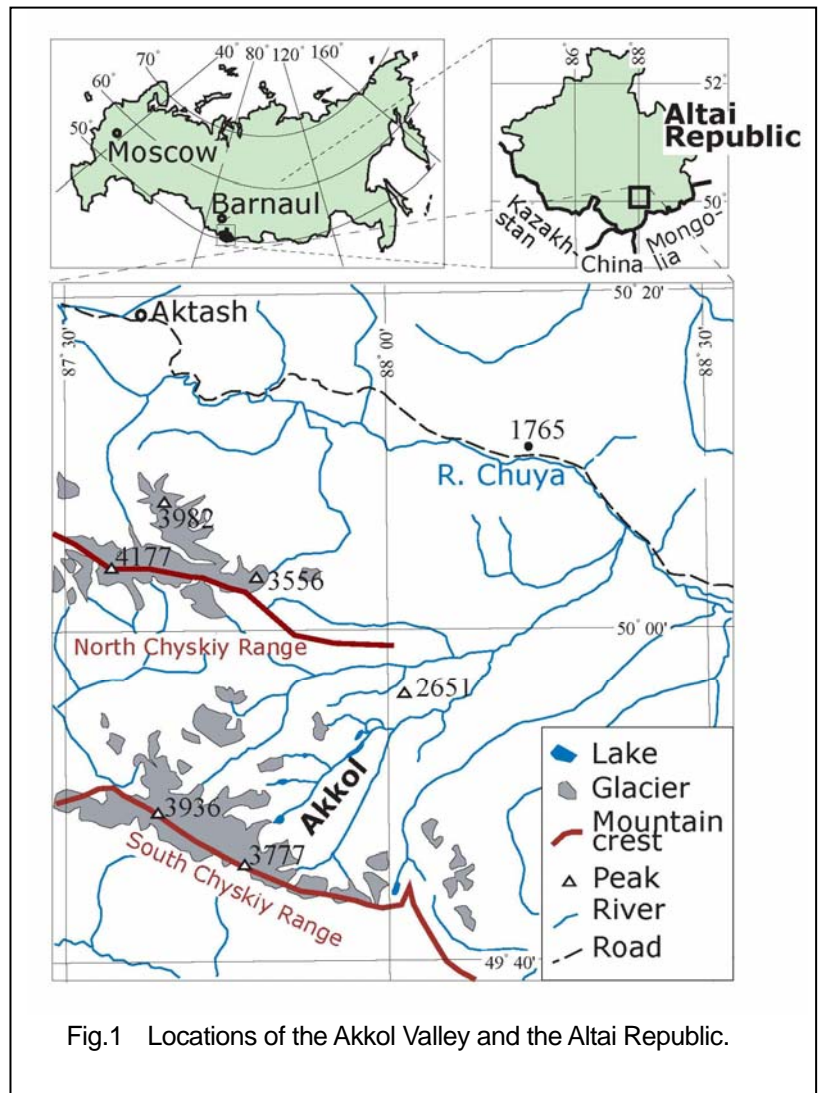 40° 80° 120° 160°
70°
60°
50°
Moscow
Barnaul
86°
88°
52°
Altai
Republic
50°
Kazakh-
stan
China
Mongo-
lia
50° 20'
87° 30'
Aktash
88° 00'
88° 30'
1765
R. Chuya
3982
4177
3556
50° 00'
North Chyskiy Range
2651
Akkol
3936
3777
South Chyskiy Range
49° 40'
Lake
Glacier
Mountain
crest
Peak
River
Road
Fig.1 Locations of the Akkol Valley and the Altai Republic.